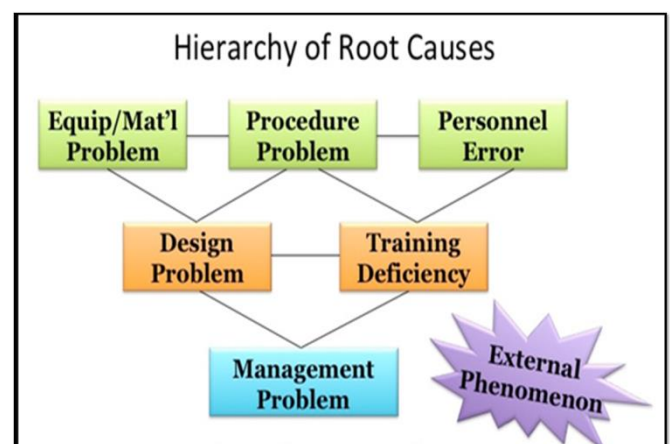 Hierarchy of Root Causes
Equip/Mat'l
Problem
Procedure
Problem
Personnel
Error
Design
Problem
Training
Deficiency
Management
Problem
External
Phenomenon